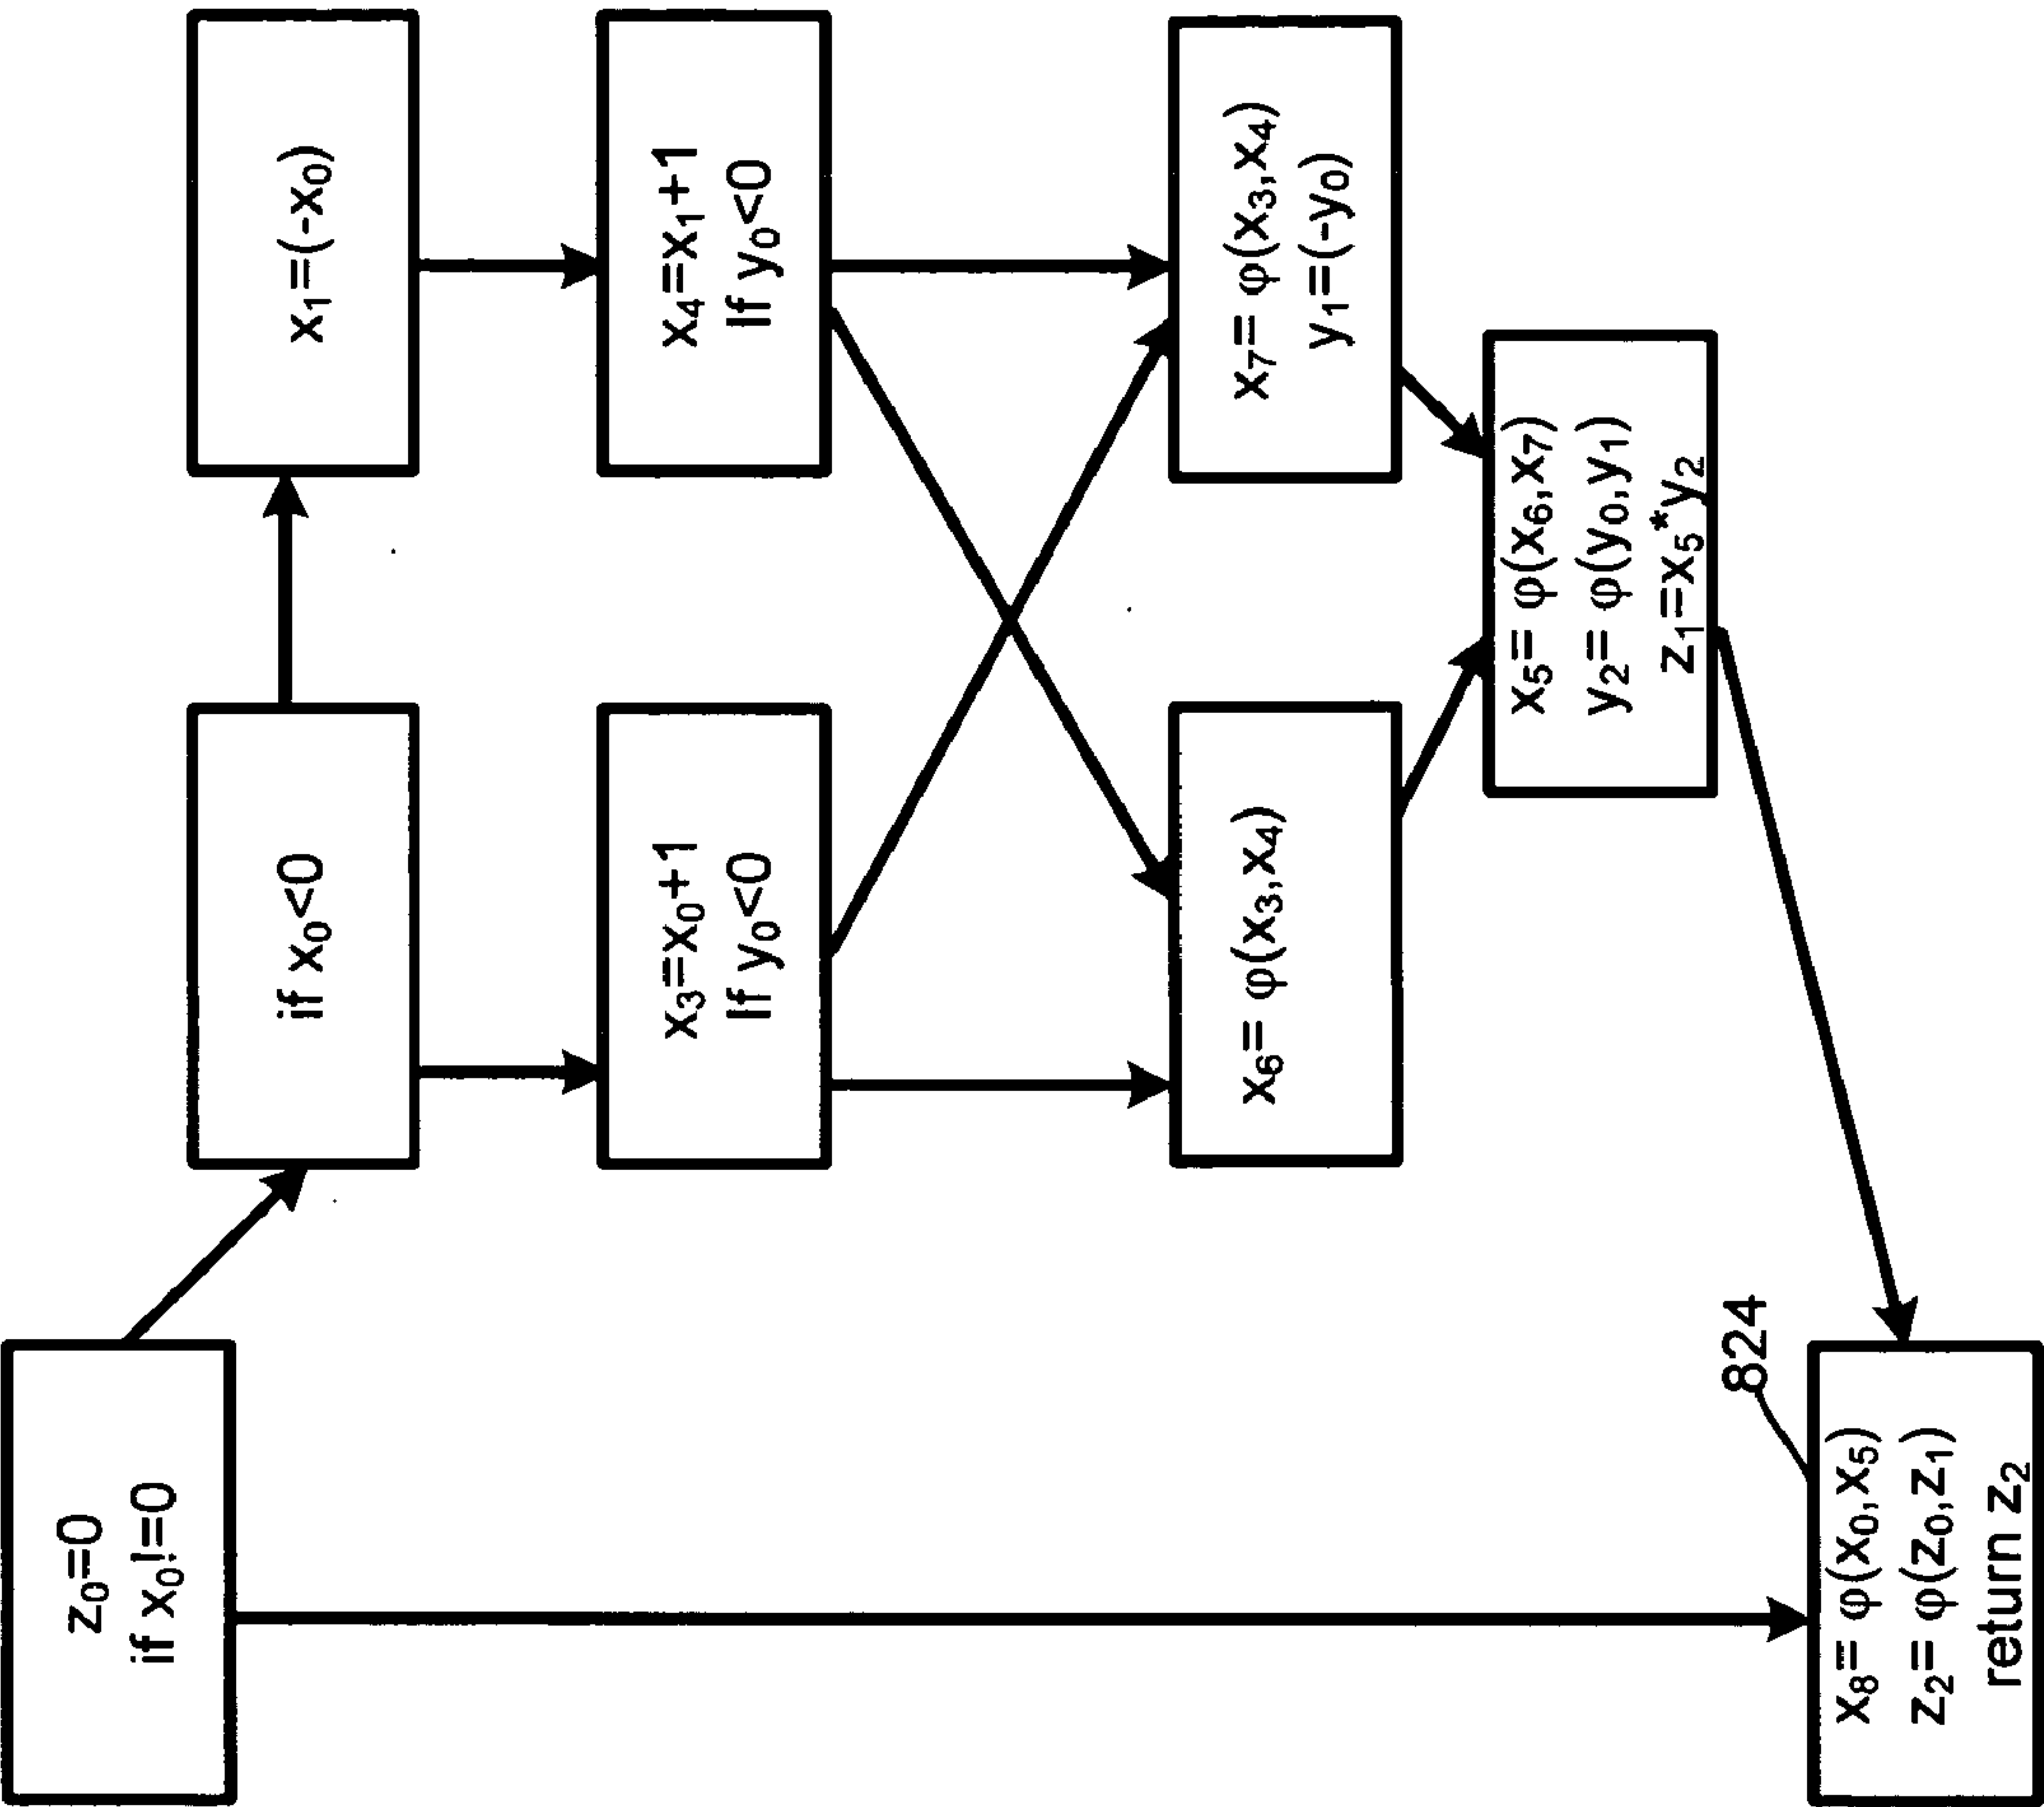 z₀=0
if x₀!=0
if x₀<0
x₁=(-x₀)
x₃=x₀+1
If y₀<0
x₄=x₁+1
If y₀<0
x₆= φ(x₃,x₄)
x₇= φ(x₃,x₄)
y₁=(-y₀)
x₅= φ(x₆,x₇)
y₂= φ(y₀,y₁)
z₁=x₅*y₂
824
x₈= φ(x₀,x₅)
z₂= φ(z₀,z₁)
return z₂